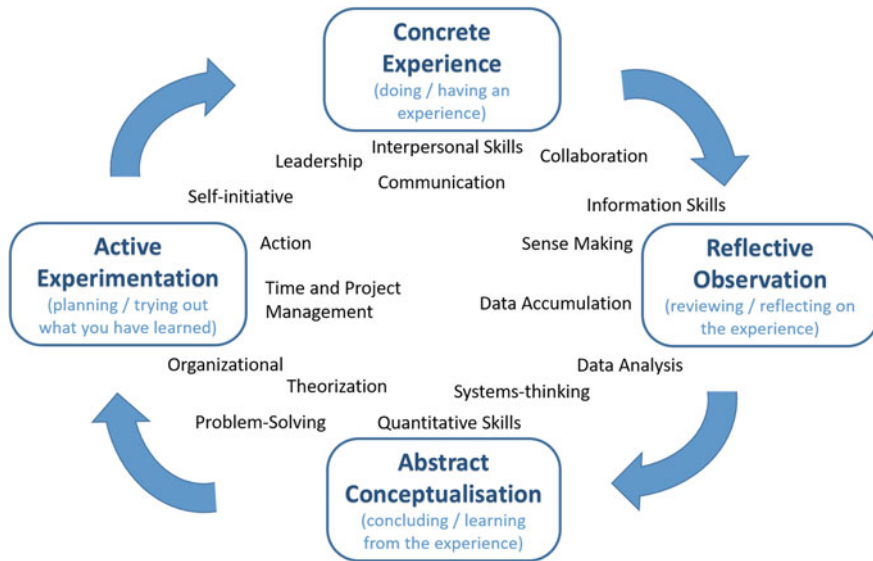 Concrete
Experience
(doing / having an
experience)
Interpersonal Skills
Leadership
Collaboration
Communication
Self-initiative
Information Skills
Active
Experimentation
(planning / trying out
what you have learned)
Action
Time and Project
Management
Sense Making
Data Accumulation
Reflective
Observation
(reviewing / reflecting on
the experience)
Organizational
Data Analysis
Theorization
Systems-thinking
Problem-Solving
Quantitative Skills
Abstract
Conceptualisation
(concluding / learning
from the experience)